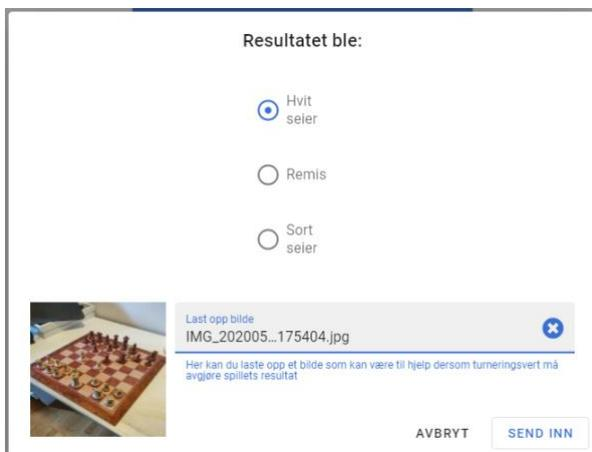 Resultatet ble:
Hvit
seier
Remis
Sort
seier
Last opp bilde
IMG_202005...175404.jpg
Her kan du laste opp et bilde som kan være til hjelp dersom turneringsvert må
avgjøre spillets resultat
AVBRYT
SEND INN